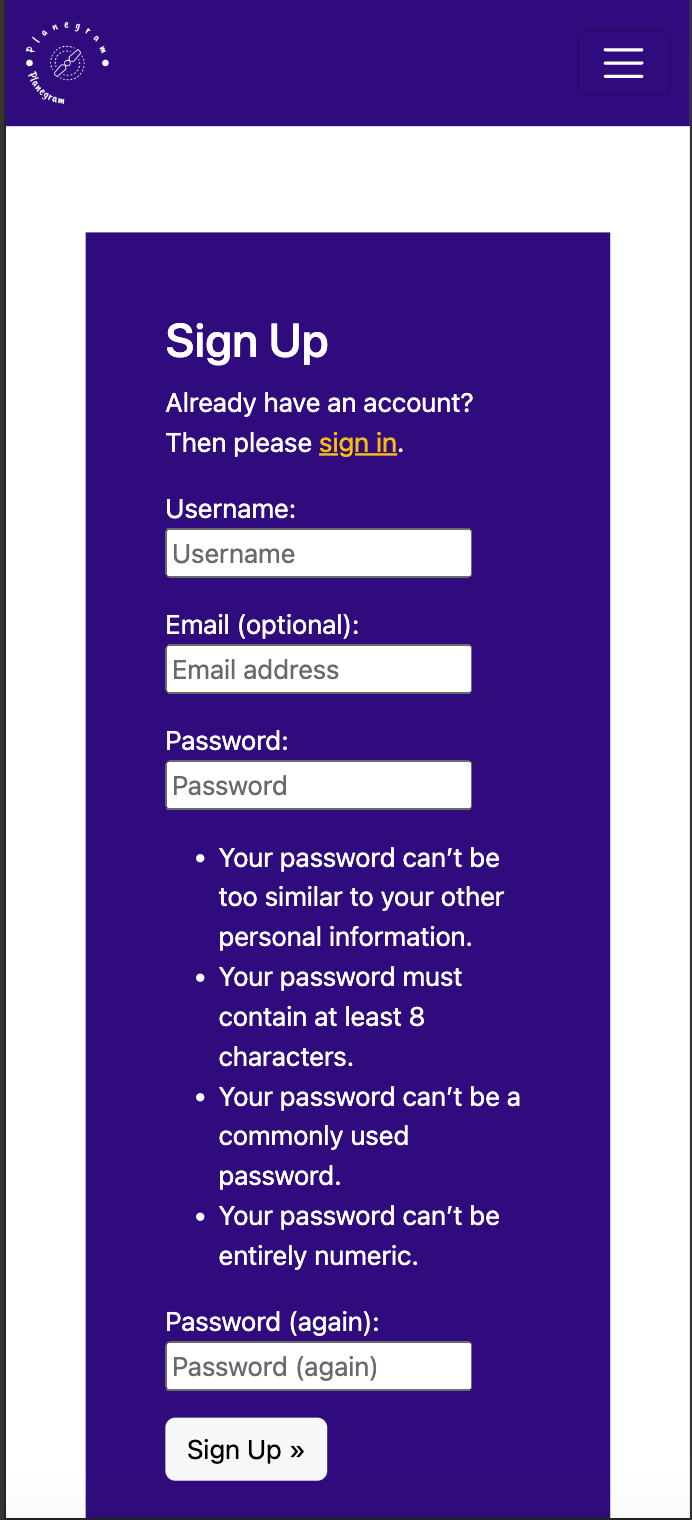 Planegram
Planegram
Sign Up
Already have an account?
Then please sign in.
Username:
Username
Email (optional):
Email address
Password:
Password
• Your password can’t be
too similar to your other
personal information.
• Your password must
contain at least 8
characters.
• Your password can’t be a
commonly used
password.
• Your password can’t be
entirely numeric.
Password (again):
Password (again)
Sign Up »